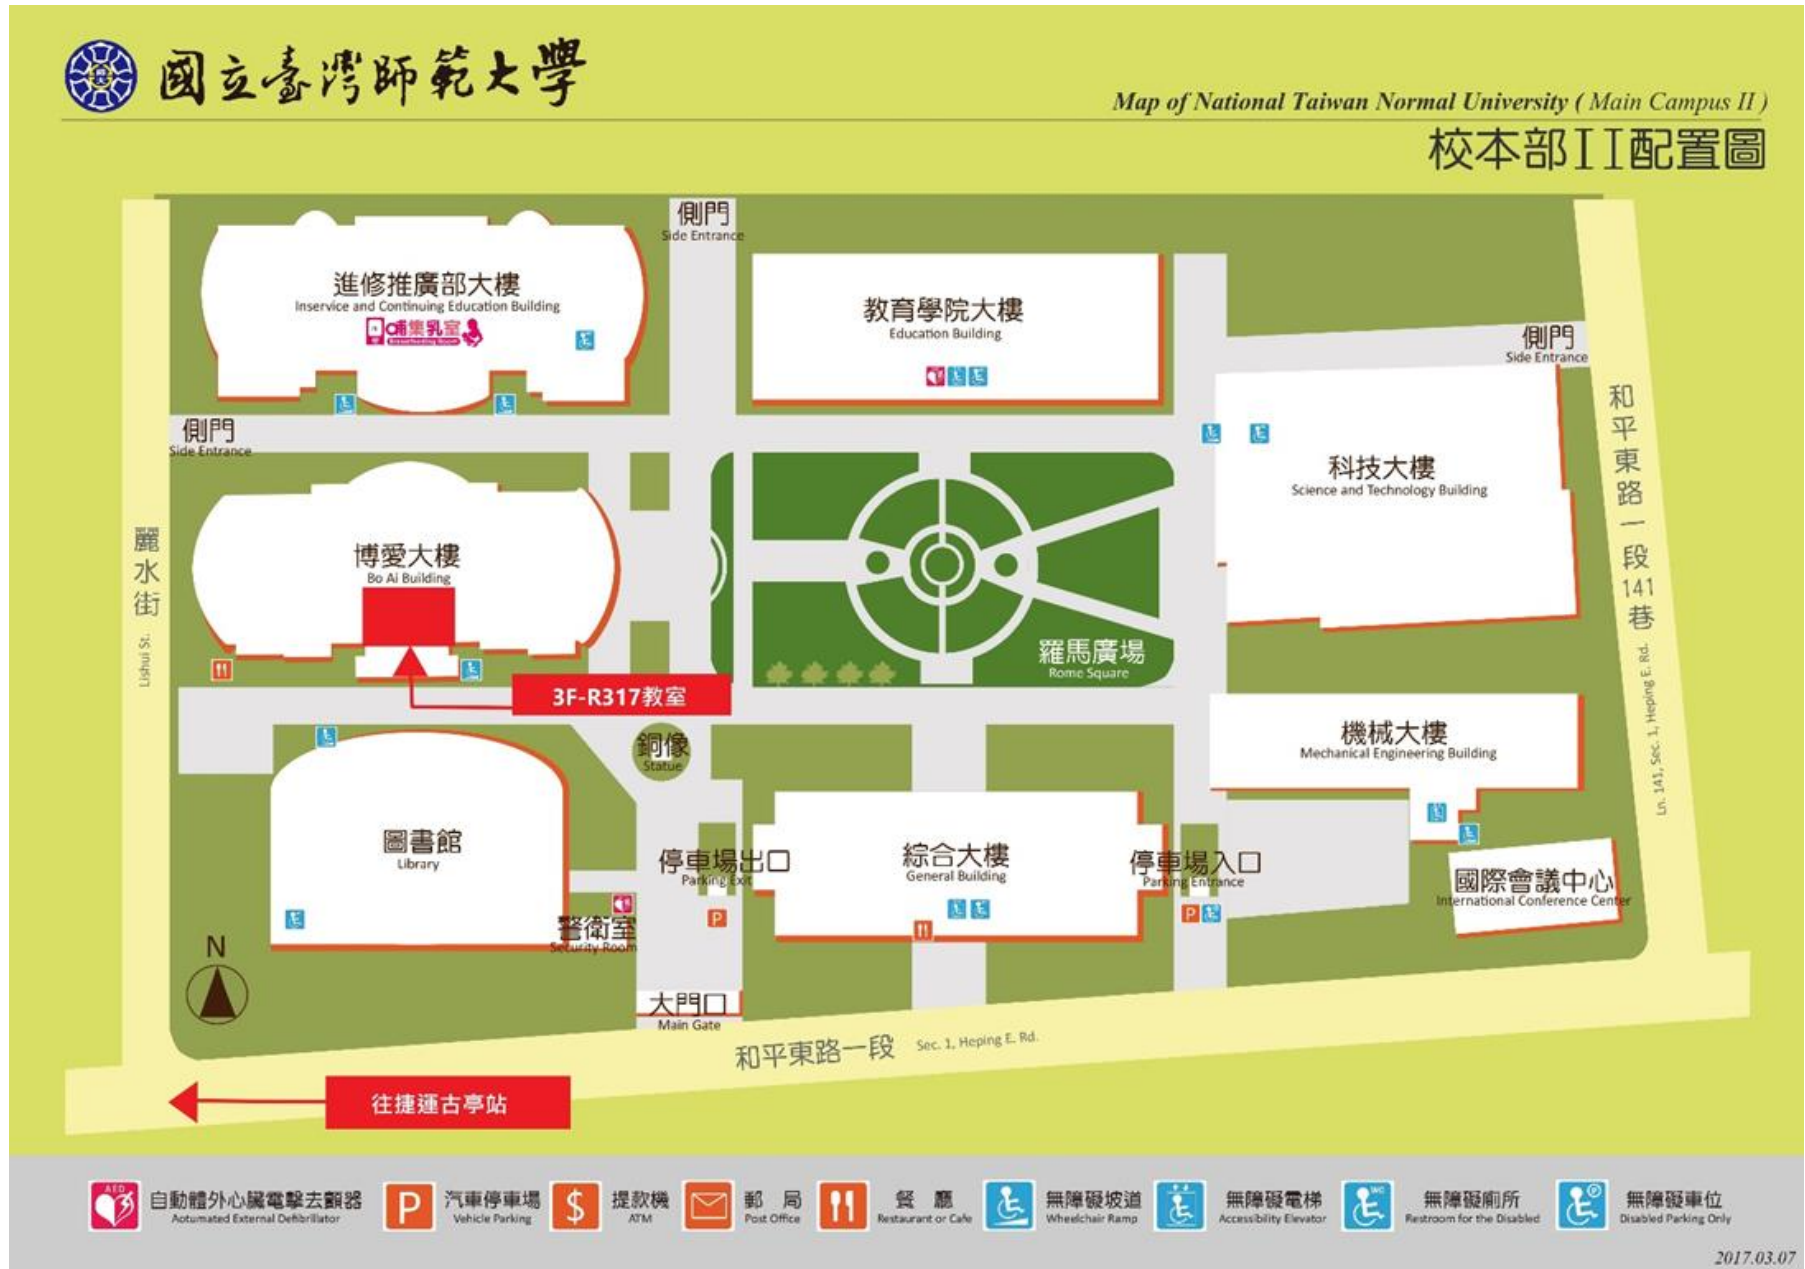 國立臺灣師範大學
Map of National Taiwan Normal University ( Main Campus II )
校本部II配置圖
側門
Side Entrance
進修推廣部大樓
Inservice and Continuing Education Building
哺集乳室
Breastfeeding Room
教育學院大樓
Education Building
側門
Side Entrance
側門
Side Entrance
和平東路一段141巷
Ln. 141, Sec. 1, Heping E. Rd.
科技大樓
Science and Technology Building
麗水街
Lishui St.
博愛大樓
Bo Ai Building
羅馬廣場
Rome Square
3F-R317教室
銅像
Statue
機械大樓
Mechanical Engineering Building
圖書館
Library
停車場出口
Parking Exit
綜合大樓
General Building
停車場入口
Parking Entrance
國際會議中心
International Conference Center
P
P
警衛室
Security Room
N
大門口
Main Gate
和平東路一段 Sec. 1, Heping E. Rd.
往捷運古亭站
AED
自動體外心臟電擊去顫器
Aotumated External Defibrillator
P
汽車停車場
Vehicle Parking
$
提款機
ATM
郵 局
Post Office
餐 廳
Restaurant or Cafe
無障礙坡道
Wheelchair Ramp
無障礙電梯
Accessibility Elevator
WC
無障礙廁所
Restroom for the Disabled
P
無障礙車位
Disabled Parking Only
2017.03.07